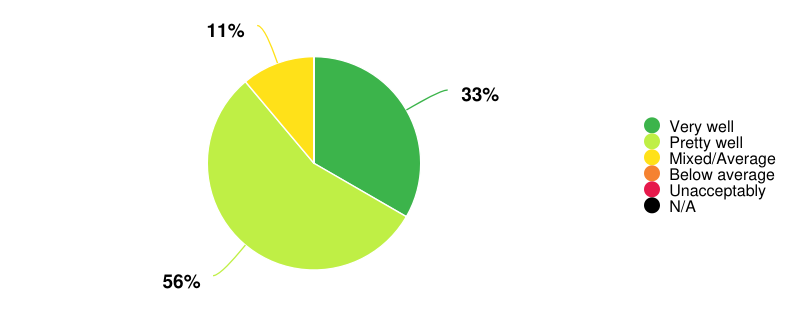 11%
33%
56%
Very well
Pretty well
Mixed/Average
Below average
Unacceptably
N/A